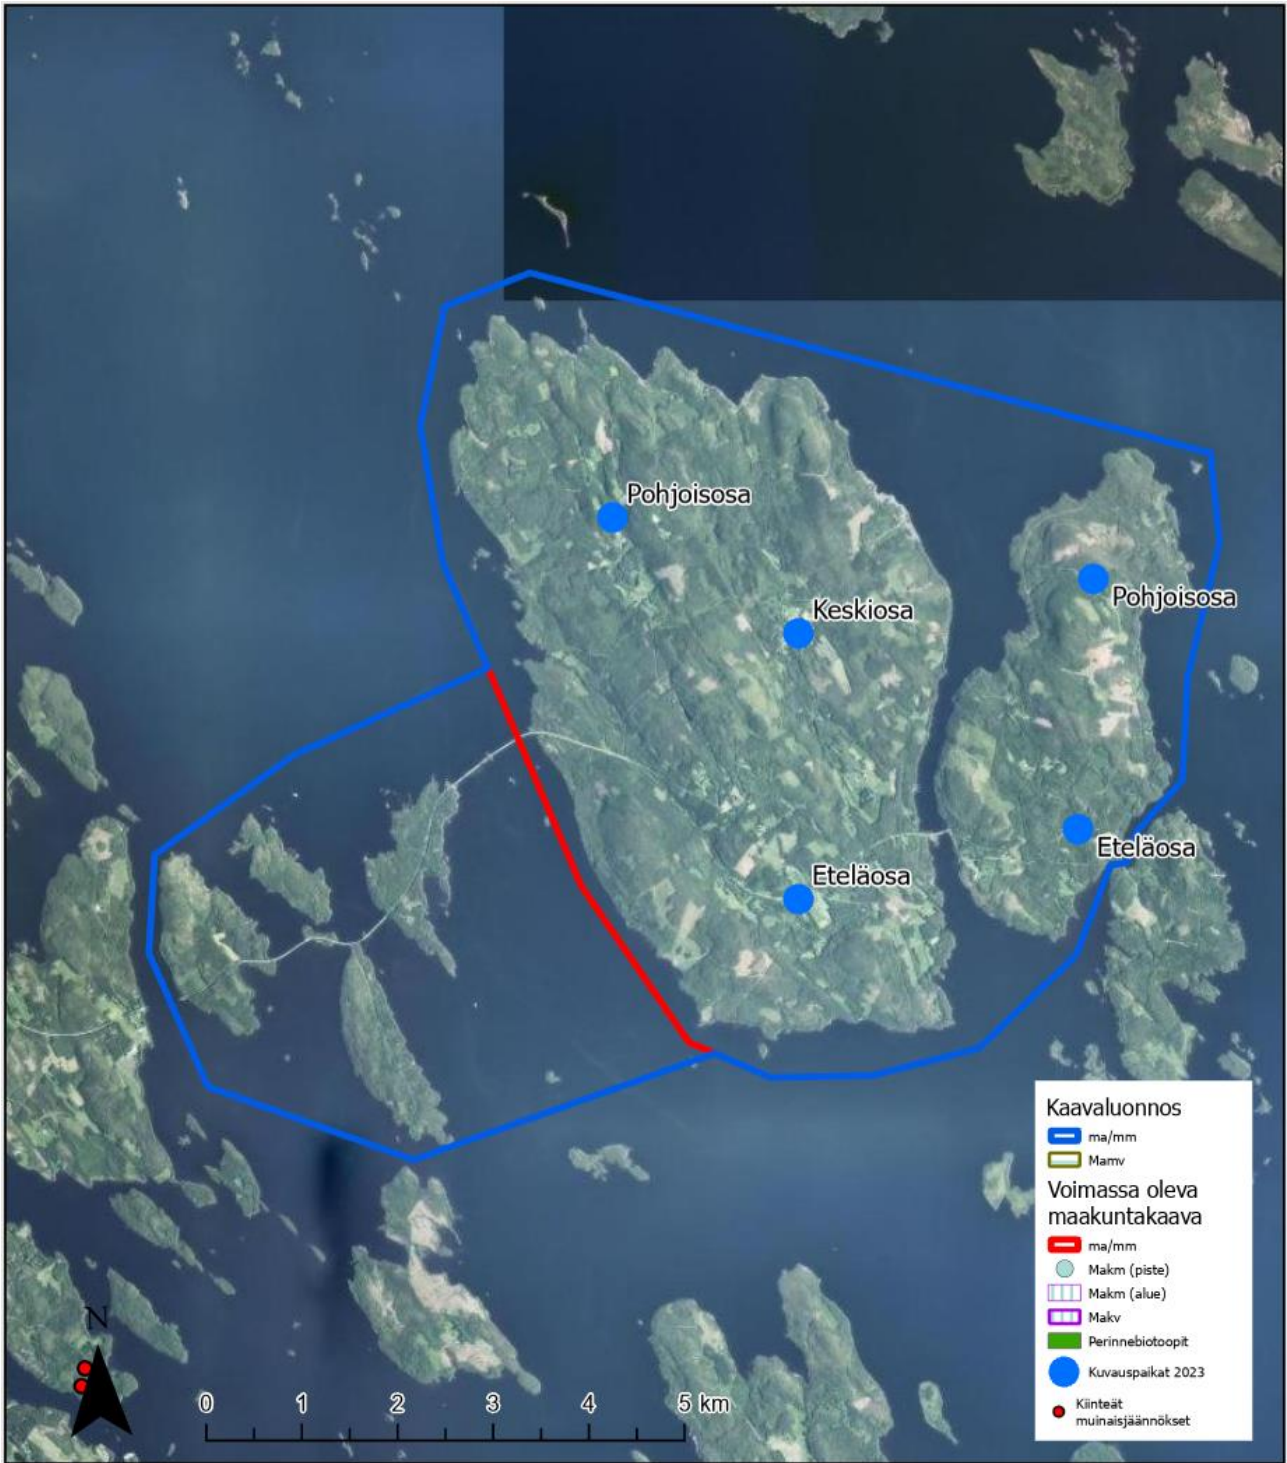 Pohjoisosa
Keskiosa
Pohjoisosa
Eteläosa
Eteläosa
Kaavaluonnos
ma/mm
Mamv
Voimassa oleva
maakuntakaava
ma/mm
Makm (piste)
Makm (alue)
Makv
Perinnebiotoopit
Kuvauspaikat 2023
Kiinteät
muinaisjäännökset
N
0 1 2 3 4 5 km